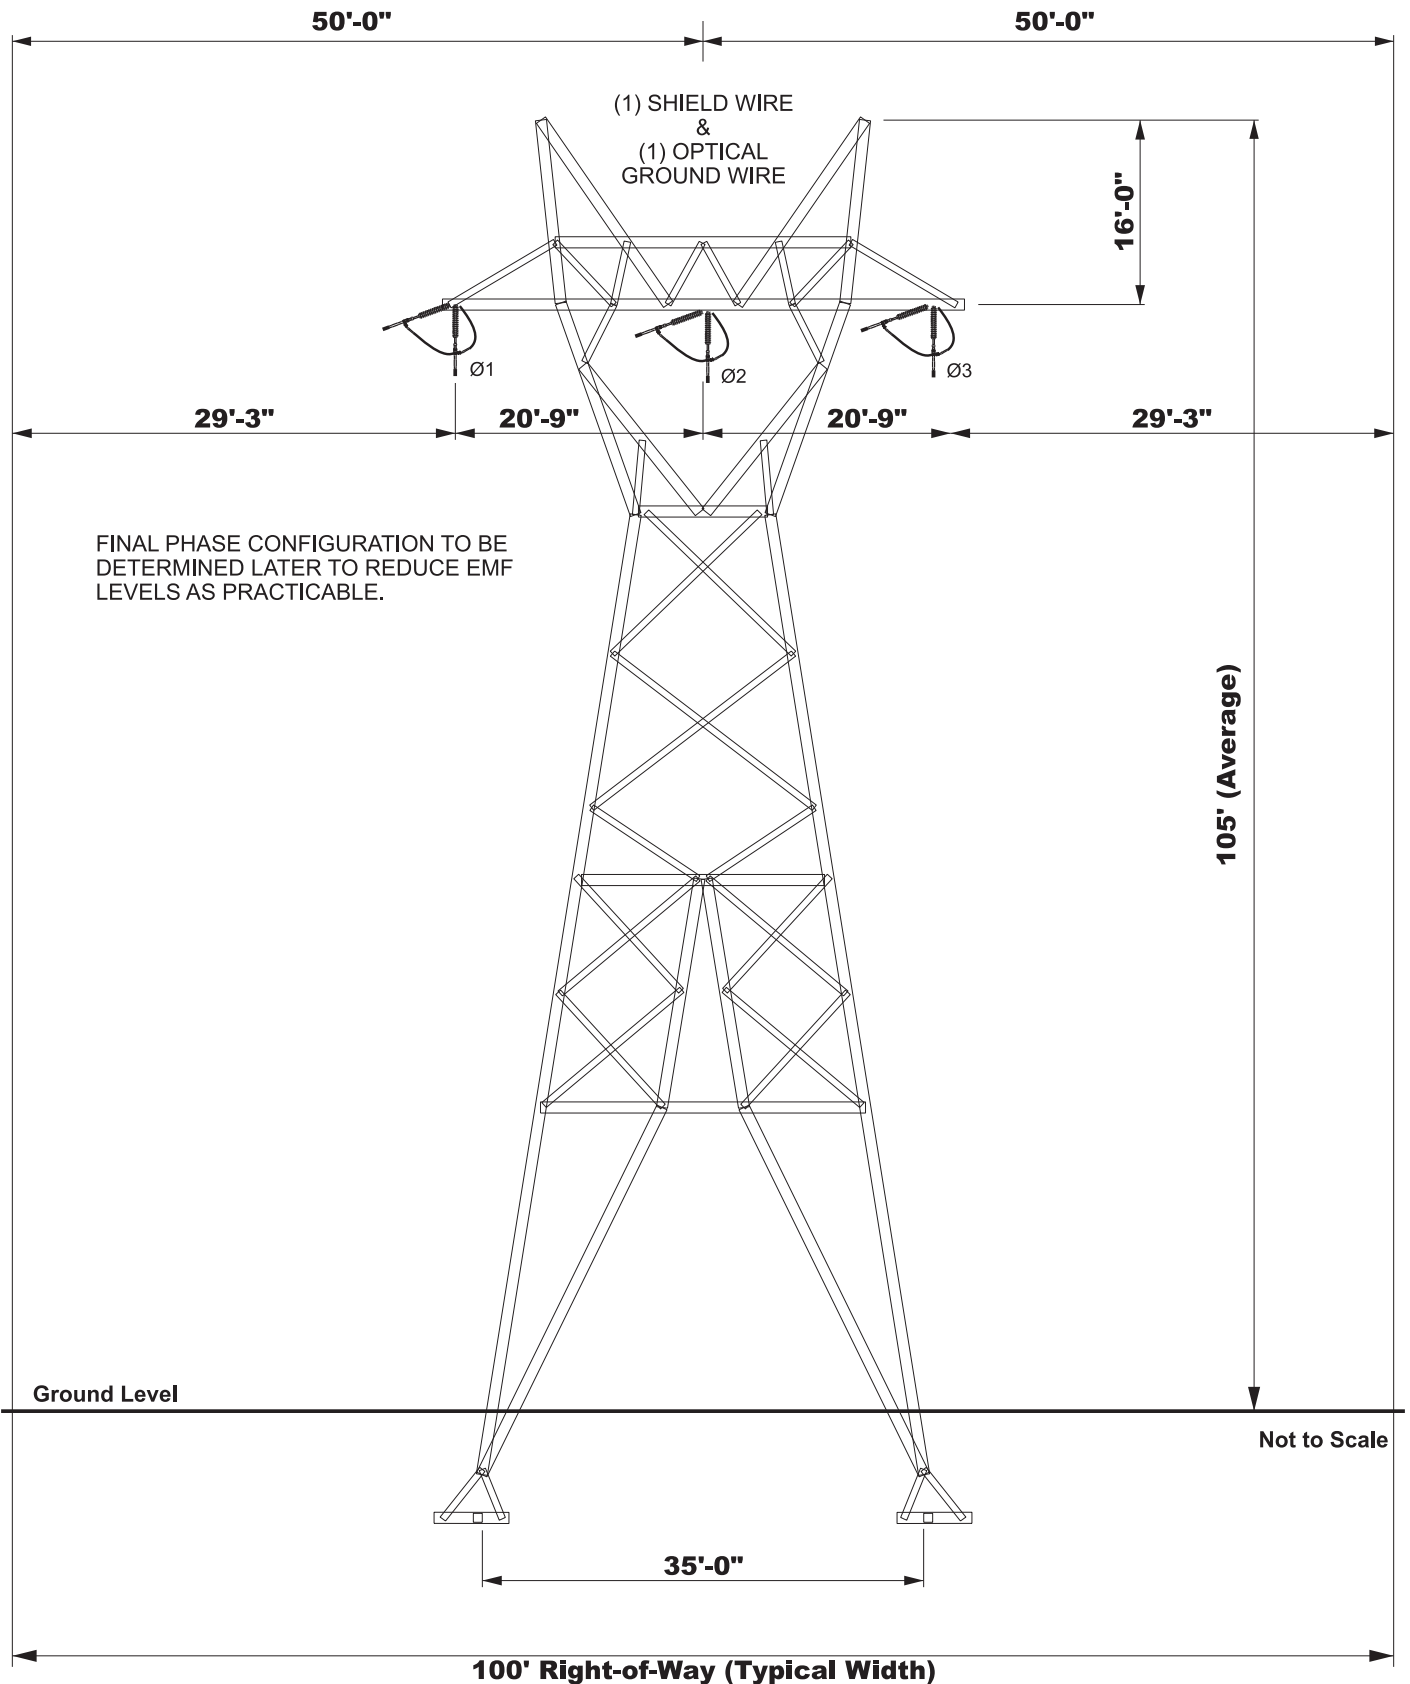 50'-0"
50'-0"
(1) SHIELD WIRE
&
(1) OPTICAL
GROUND WIRE
16'-0"
Ø1
Ø2
Ø3
29'-3"
20'-9"
20'-9"
29'-3"
FINAL PHASE CONFIGURATION TO BE
DETERMINED LATER TO REDUCE EMF
LEVELS AS PRACTICABLE.
105' (Average)
Ground Level
Not to Scale
35'-0"
100' Right-of-Way (Typical Width)